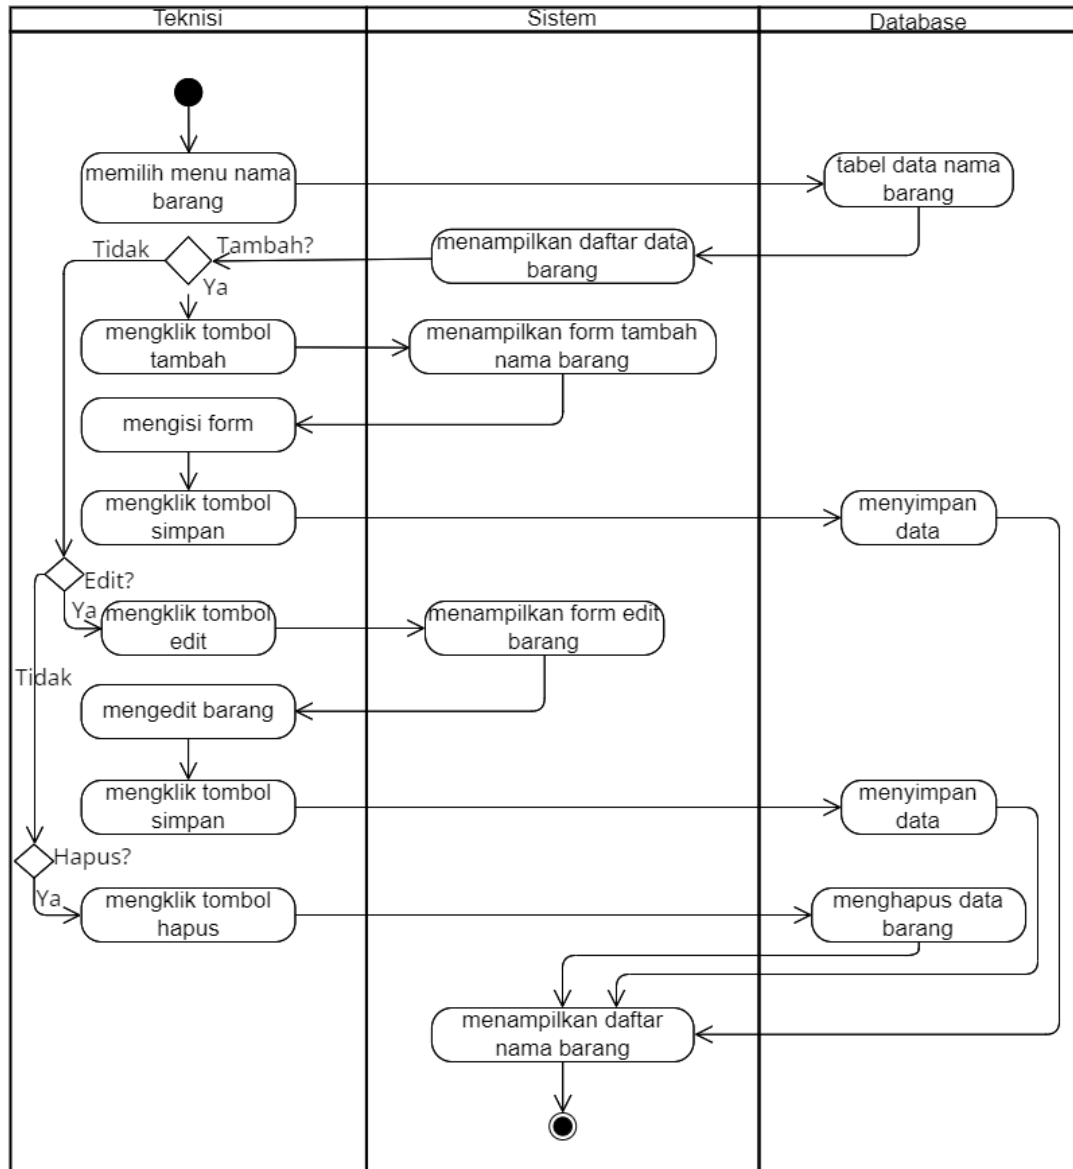 Teknisi
Sistem
Database
memilih menu nama
barang
tabel data nama
barang
menampilkan daftar data
barang
Tambah?
Tidak
Ya
mengklik tombol
tambah
menampilkan form tambah
nama barang
mengisi form
mengklik tombol
simpan
menyimpan
data
Edit?
Ya
mengklik tombol
edit
menampilkan form edit
barang
Tidak
mengedit barang
mengklik tombol
simpan
menyimpan
data
Hapus?
Ya
mengklik tombol
hapus
menghapus data
barang
menampilkan daftar
nama barang